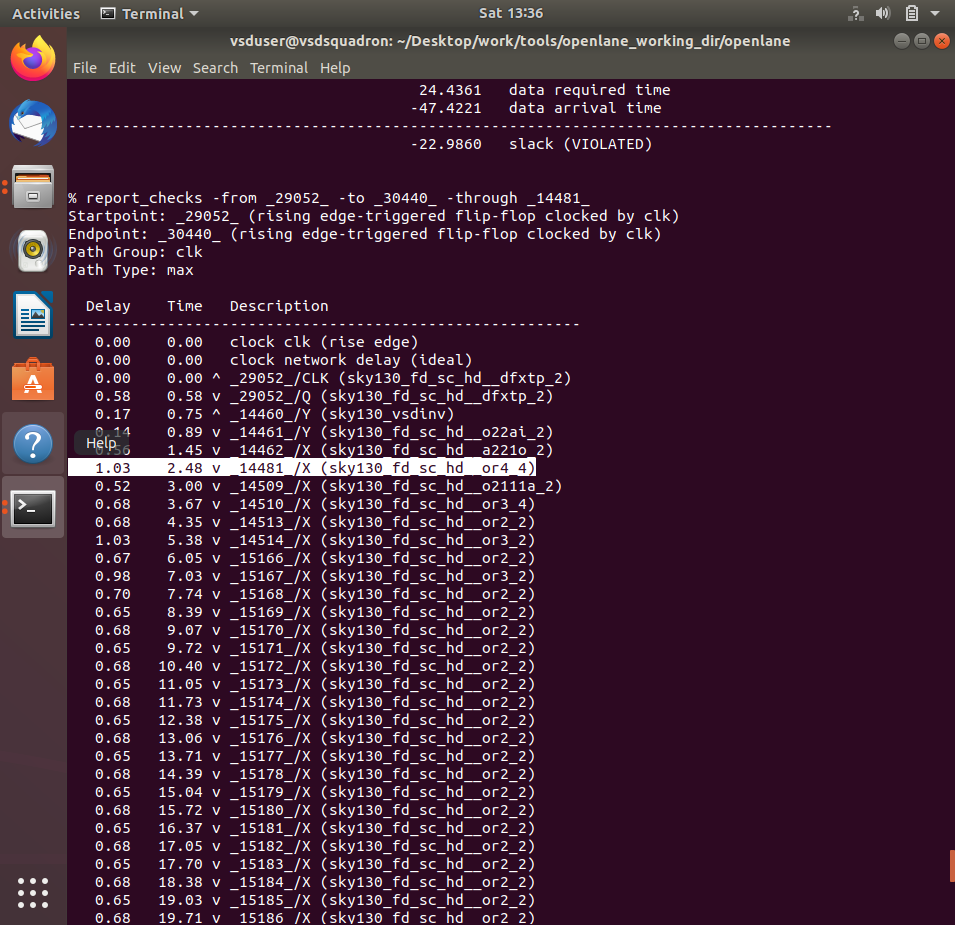 Activities Terminal Sat 13:36
vsduser@vsdsquadron: ~/Desktop/work/tools/openlane_working_dir/openlane
File Edit View Search Terminal Help
24.4361 data required time
-47.4221 data arrival time
-------------------------------------------------------------------------------------
-22.9860 slack (VIOLATED)
% report_checks -from _29052_ -to _30440_ -through _14481_
Startpoint: _29052_ (rising edge-triggered flip-flop clocked by clk)
Endpoint: _30440_ (rising edge-triggered flip-flop clocked by clk)
Path Group: clk
Path Type: max
Delay Time Description
---------------------------------------------------------
0.00 0.00 clock clk (rise edge)
0.00 0.00 clock network delay (ideal)
0.00 0.00 ^ _29052_/CLK (sky130_fd_sc_hd__dfxtp_2)
0.58 0.58 v _29052_/Q (sky130_fd_sc_hd__dfxtp_2)
0.17 0.75 ^ _14460_/Y (sky130_vsdinv)
0.14 0.89 v _14461_/Y (sky130_fd_sc_hd__o22ai_2)
Help
0.56 1.45 v _14462_/X (sky130_fd_sc_hd__a221o_2)
1.03 2.48 v _14481_/X (sky130_fd_sc_hd__or4_4)
0.52 3.00 v _14509_/X (sky130_fd_sc_hd__o2111a_2)
0.68 3.67 v _14510_/X (sky130_fd_sc_hd__or3_4)
0.68 4.35 v _14513_/X (sky130_fd_sc_hd__or2_2)
1.03 5.38 v _14514_/X (sky130_fd_sc_hd__or3_2)
0.67 6.05 v _15166_/X (sky130_fd_sc_hd__or2_2)
0.98 7.03 v _15167_/X (sky130_fd_sc_hd__or3_2)
0.70 7.74 v _15168_/X (sky130_fd_sc_hd__or2_2)
0.65 8.39 v _15169_/X (sky130_fd_sc_hd__or2_2)
0.68 9.07 v _15170_/X (sky130_fd_sc_hd__or2_2)
0.65 9.72 v _15171_/X (sky130_fd_sc_hd__or2_2)
0.68 10.40 v _15172_/X (sky130_fd_sc_hd__or2_2)
0.65 11.05 v _15173_/X (sky130_fd_sc_hd__or2_2)
0.68 11.73 v _15174_/X (sky130_fd_sc_hd__or2_2)
0.65 12.38 v _15175_/X (sky130_fd_sc_hd__or2_2)
0.68 13.06 v _15176_/X (sky130_fd_sc_hd__or2_2)
0.65 13.71 v _15177_/X (sky130_fd_sc_hd__or2_2)
0.68 14.39 v _15178_/X (sky130_fd_sc_hd__or2_2)
0.65 15.04 v _15179_/X (sky130_fd_sc_hd__or2_2)
0.68 15.72 v _15180_/X (sky130_fd_sc_hd__or2_2)
0.65 16.37 v _15181_/X (sky130_fd_sc_hd__or2_2)
0.68 17.05 v _15182_/X (sky130_fd_sc_hd__or2_2)
0.65 17.70 v _15183_/X (sky130_fd_sc_hd__or2_2)
0.68 18.38 v _15184_/X (sky130_fd_sc_hd__or2_2)
0.65 19.03 v _15185_/X (sky130_fd_sc_hd__or2_2)
0.68 19.71 v _15186_/X (sky130_fd_sc_hd__or2_2)